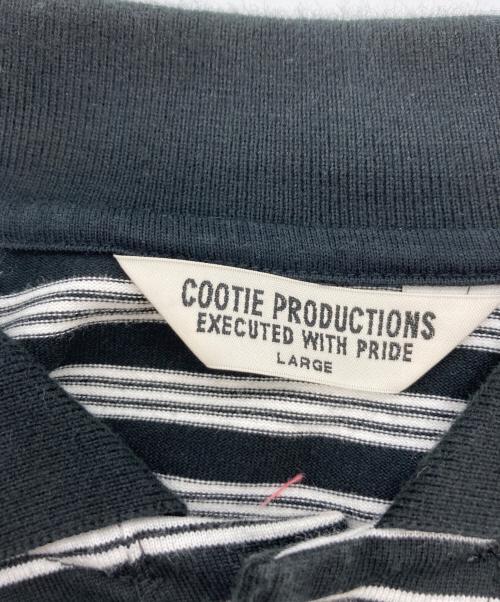 COOTIE PRODUCTIONS
EXECUTED WITH PRIDE
LARGE